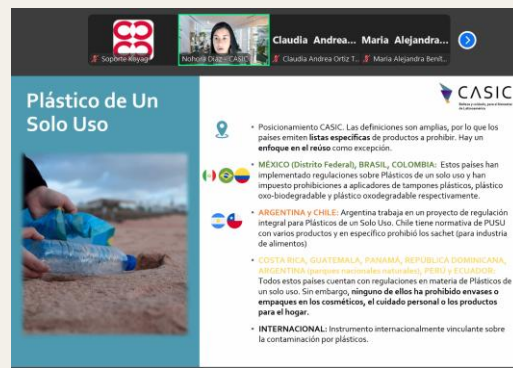 Soporte Koyag
Nohora Díaz - CASIC
Claudia Andrea...
Claudia Andrea Ortiz T...
Maria Alejandra...
Maria Alejandra Benit...
CASIC
Plástico de Un
Solo Uso
• Posicionamiento CASIC. Las definiciones son amplias, por lo que los
países emiten listas específicas de productos a prohibir. Hay un
enfoque en el reúso como excepción.
• MÉXICO (Distrito Federal), BRASIL, COLOMBIA: Estos países han
implementado regulaciones sobre Plásticos de un solo uso y han
impuesto prohibiciones a aplicadores de tampones plásticos, plástico
oxo-biodegradable y plástico oxodegradable respectivamente.
• ARGENTINA y CHILE: Argentina trabaja en un proyecto de regulación
integral para Plásticos de un Solo Uso. Chile tiene normativa de PUSU
con varios productos y en específico prohibió los sachet (para industria
de alimentos)
• COSTA RICA, GUATEMALA, PANAMÁ, REPUBLICA DOMINICANA,
ARGENTINA (parques nacionales naturales), PERÚ y ECUADOR:
Todos estos países cuentan con regulaciones en materia de Plásticos de
un solo uso. Sin embargo, ninguno de ellos ha prohibido envases o
empaques en los cosméticos, el cuidado personal o los productos
para el hogar.
• INTERNACIONAL: Instrumento internacionalmente vinculante sobre
la contaminación por plásticos.